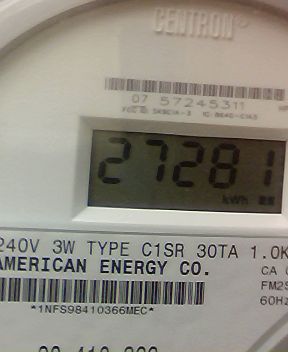 CENTRON
07 57245311
27281
kWh
240V 3W TYPE C1SR 30TA 1.0K
AMERICAN ENERGY CO.
CA
FM2S
60Hz
*1NFS98410366MEC*